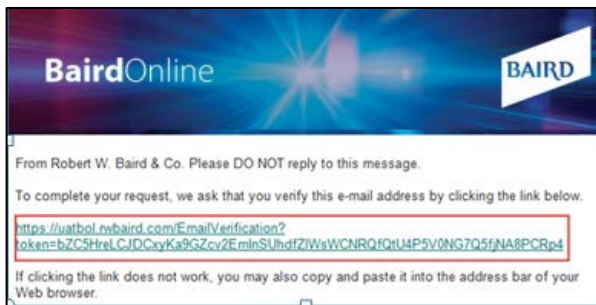 BairdOnline
BAIRD
From Robert W. Baird & Co. Please DO NOT reply to this message.
To complete your request, we ask that you verify this e-mail address by clicking the link below.
https://uatbol.rwbaird.com/EmailVerification?
token=bZC5HreLCJDCxyKa9GZcv2EmInSUhdfZlWsWCNRQfQtU4P5V0NG7Q5fjNA8PCRp4
If clicking the link does not work, you may also copy and paste it into the address bar of your
Web browser.